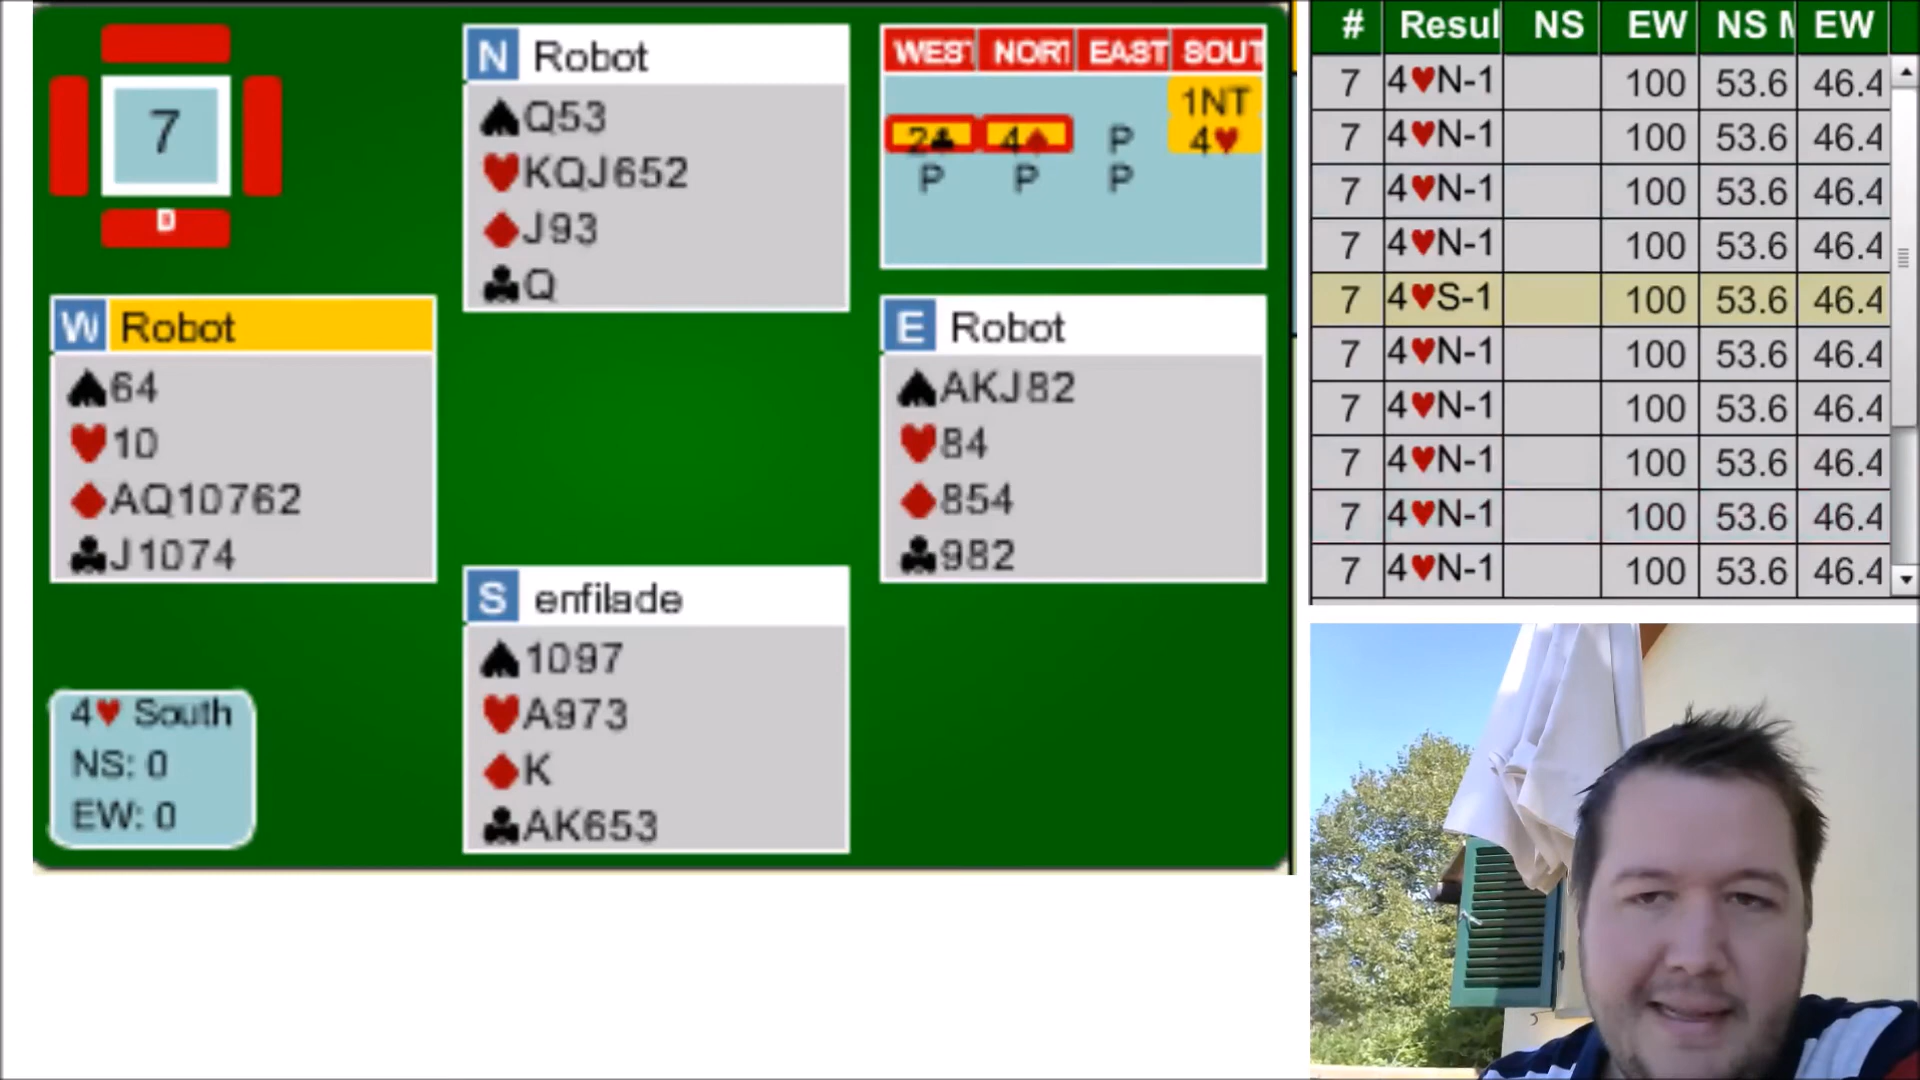 7
D
N Robot
♠Q53
♥KQJ652
♦J93
♣Q
WEST NORT EAST SOUT
1NT
2♣ 4♦ P 4♥
P P P
W Robot
♠64
♥10
♦AQ10762
♣J1074
E Robot
♠AKJ82
♥84
♦854
♣982
S enfilade
♠1097
♥A973
♦K
♣AK653
4♥ South
NS: 0
EW: 0
# Resul NS EW NS M EW
7 4♥N-1 100 53.6 46.4
7 4♥N-1 100 53.6 46.4
7 4♥N-1 100 53.6 46.4
7 4♥N-1 100 53.6 46.4
7 4♥S-1 100 53.6 46.4
7 4♥N-1 100 53.6 46.4
7 4♥N-1 100 53.6 46.4
7 4♥N-1 100 53.6 46.4
7 4♥N-1 100 53.6 46.4
7 4♥N-1 100 53.6 46.4